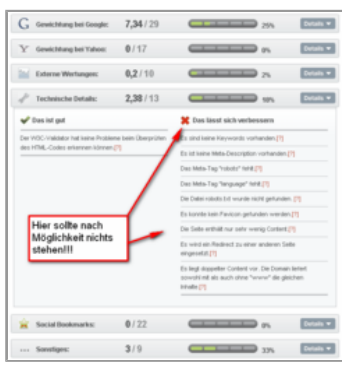 Gewichtung bei Google: 7,34 / 29 25% Details
Gewichtung bei Yahoo: 0 / 17 0% Details
Externe Wertungen: 0,2 / 10 2% Details
Technische Details: 2,38 / 13 18% Details
Das ist gut
Das lässt sich verbessern
Der W3C-Validator hat keine Probleme beim Überprüfen
des HTML-Codes erkennen können.[?]
Es sind keine Keywords vorhanden.[?]
Es ist keine Meta-Description vorhanden.[?]
Das Meta-Tag "robots" fehlt.[?]
Das Meta-Tag "language" fehlt.[?]
Die Datei robots.txt wurde nicht gefunden. [?]
Es konnte kein Favicon gefunden werden.[?]
Die Seite enthält nur sehr wenig Content.[?]
Es wird ein Redirect zu einer anderen Seite
eingesetzt.[?]
Es liegt doppelter Content vor. Die Domain liefert
sowohl mit als auch ohne "www" die gleichen
Inhalte.[?]
Hier sollte nach
Möglichkeit nichts
stehen!!!
Social Bookmarks: 0 / 22 0% Details
Sonstiges: 3 / 9 33% Details